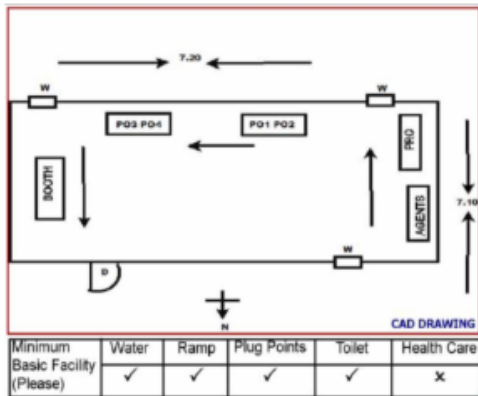 7.20
W
W
PO3 PO4
PO1 PO2
PRO
BOOTH
AGENTS
7.10
W
D
N
CAD DRAWING
Minimum Basic Facility (Please)
Water
Ramp
Plug Points
Toilet
Health Care
✓
✓
✓
✓
x